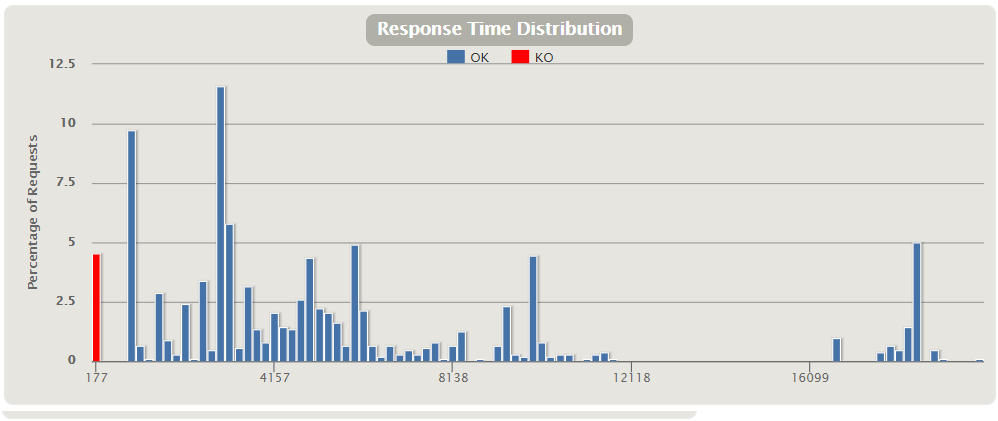 Response Time Distribution
OK KO
Percentage of Requests
12.5
10
7.5
5
2.5
0
177 4157 8138 12118 16099